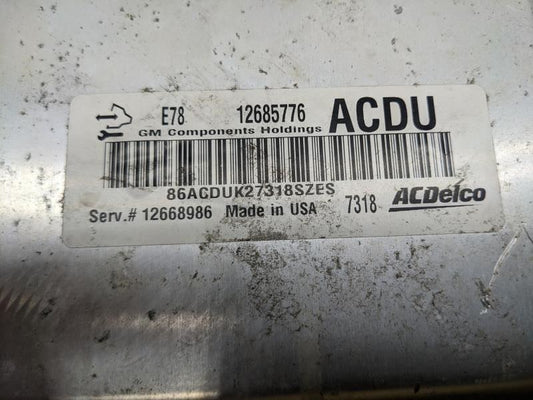 E78 12685776 ACDU
GM Components Holdings
86ACDUK27318SZES
Serv.# 12668986 Made in USA 7318 ACDelco